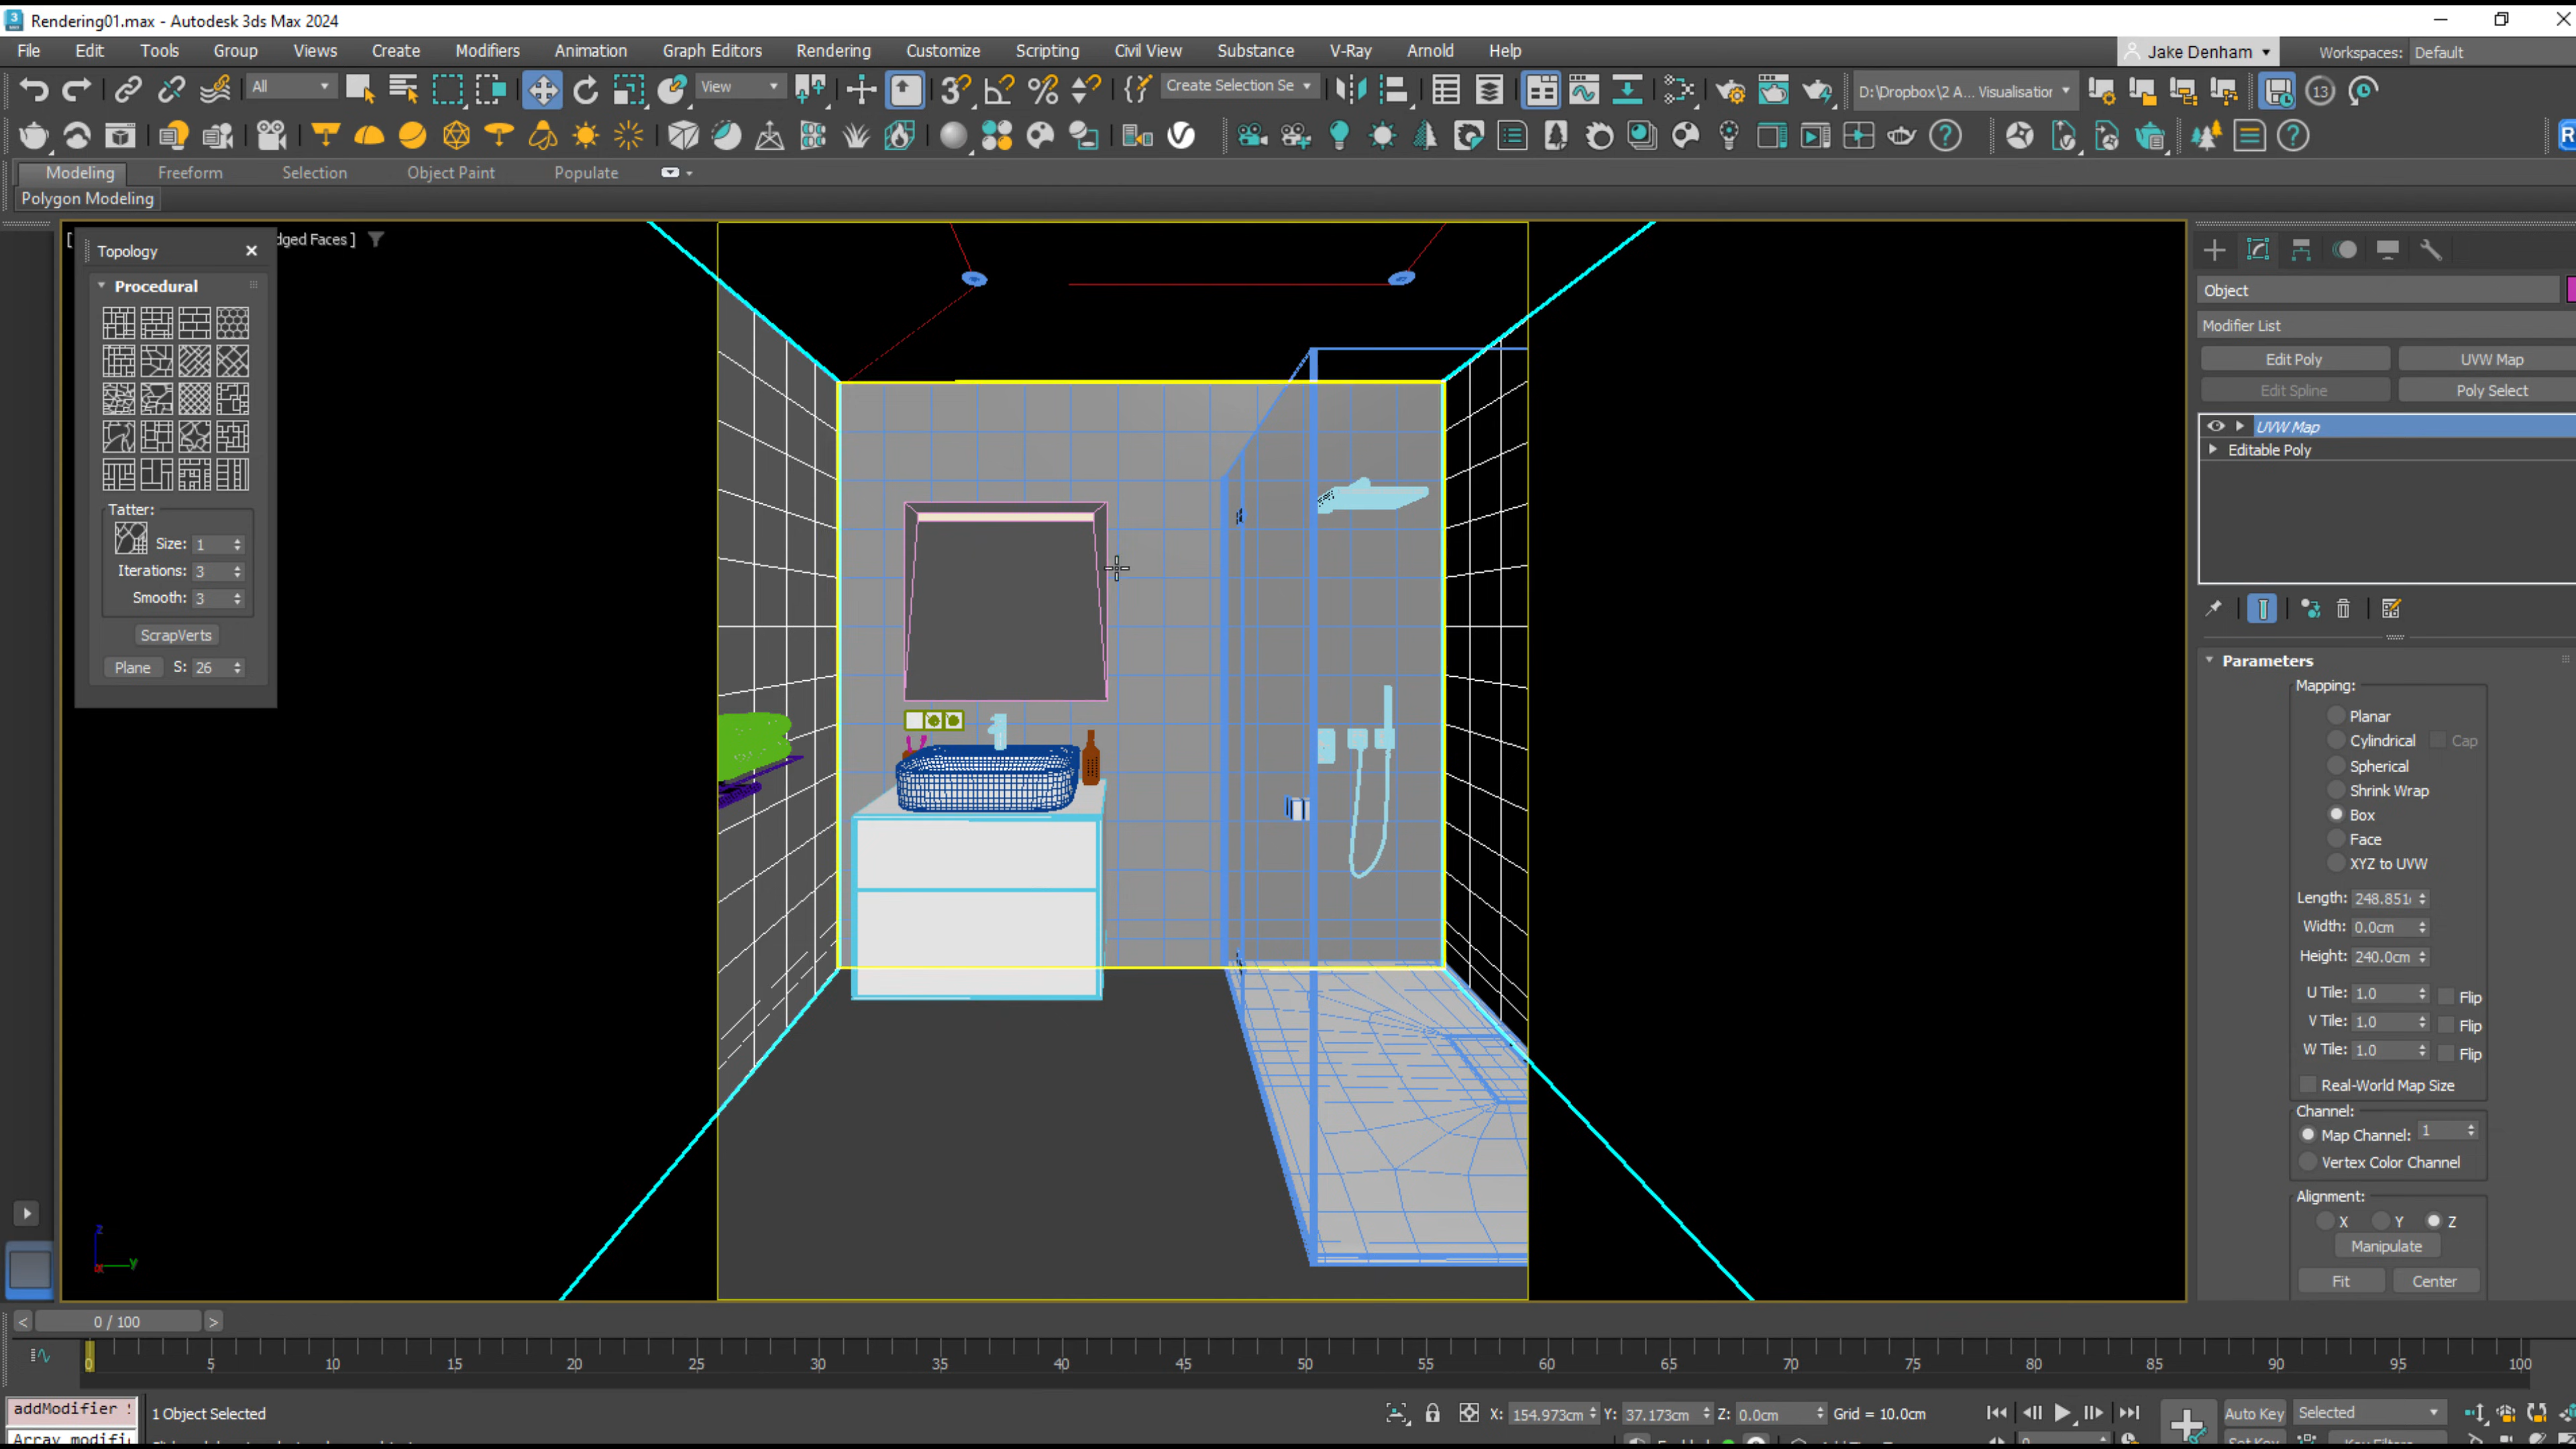 Rendering01.max - Autodesk 3ds Max 2024
File Edit Tools Group Views Create Modifiers Animation Graph Editors Rendering Customize Scripting Civil View Substance V-Ray Arnold Help Jake Denham Workspaces: Default
All View Create Selection Se D:\Dropbox\2 A... Visualisation 13
Modeling Freeform Selection Object Paint Populate
Polygon Modeling
[ dged Faces ]
Topology
Procedural
Tatter:
Size: 1
Iterations: 3
Smooth: 3
ScrapVerts
Plane S: 26
Object
Modifier List
Edit Poly UVW Map
Edit Spline Poly Select
UVW Map
Editable Poly
Parameters
Mapping:
Planar
Cylindrical Cap
Spherical
Shrink Wrap
Box
Face
XYZ to UVW
Length: 248.851
Width: 0.0cm
Height: 240.0cm
U Tile: 1.0 Flip
V Tile: 1.0 Flip
W Tile: 1.0 Flip
Real-World Map Size
Channel:
Map Channel: 1
Vertex Color Channel
Alignment:
X Y Z
Manipulate
Fit Center
z
x y
< 0 / 100 >
0 5 10 15 20 25 30 35 40 45 50 55 60 65 70 75 80 85 90 95 100
addModifier
1 Object Selected
X: 154.973cm Y: 37.173cm Z: 0.0cm Grid = 10.0cm
Auto Key Selected
Array modifi